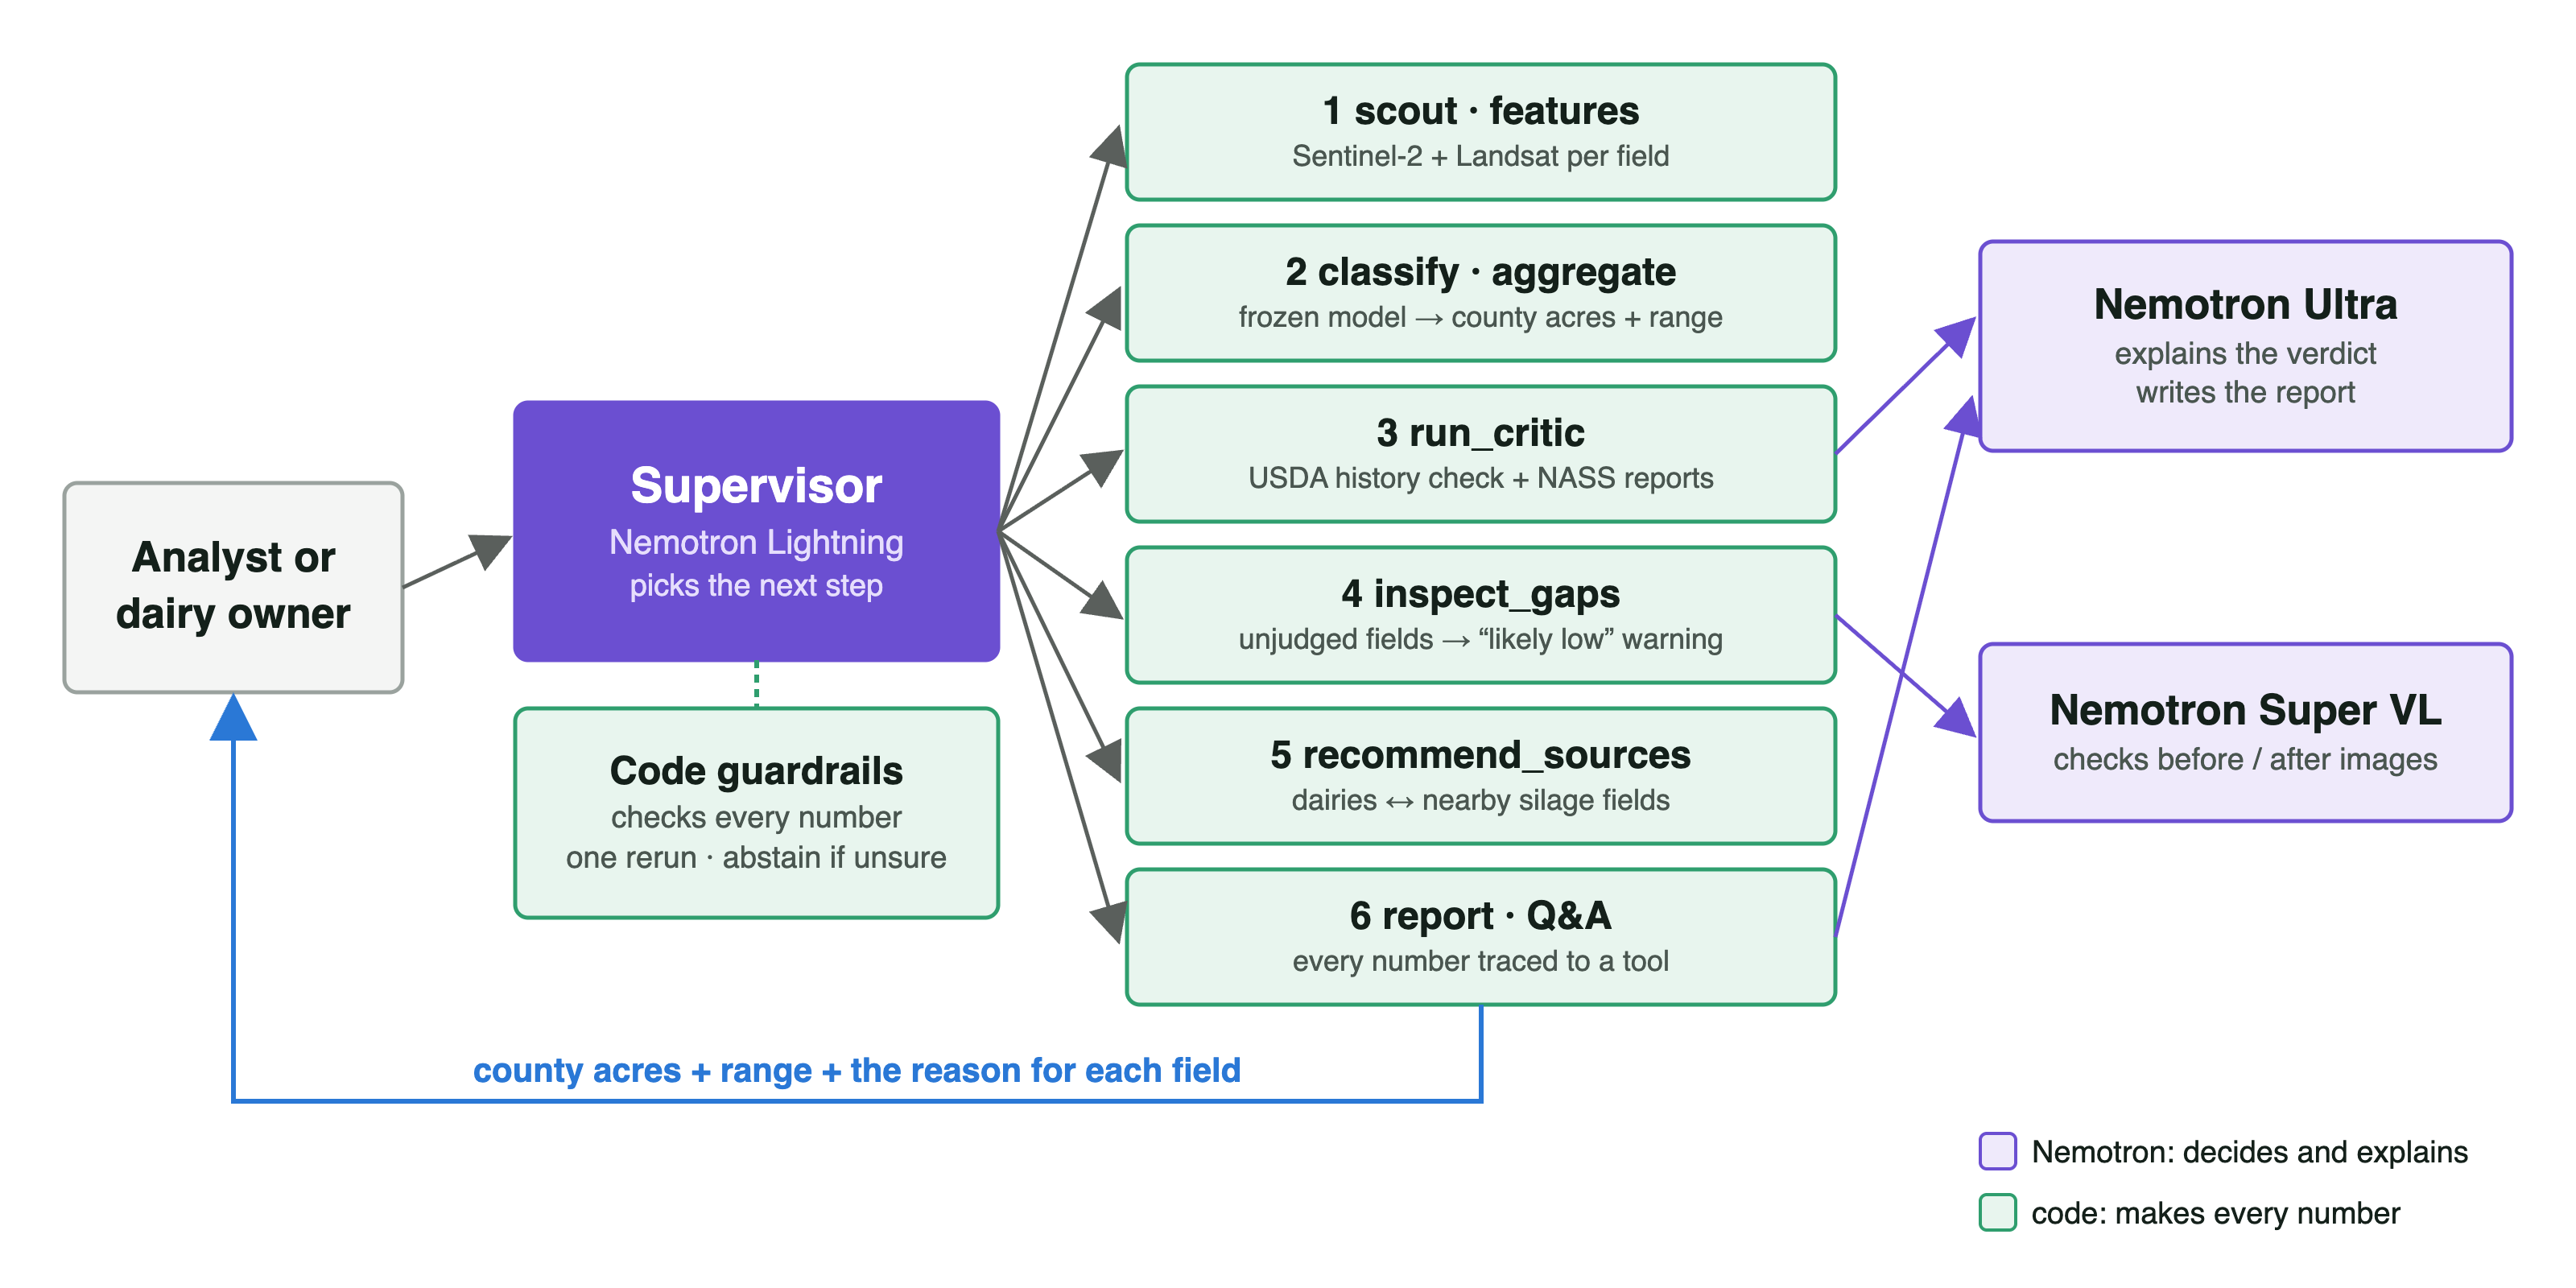 Analyst or
dairy owner
Supervisor
Nemotron Lightning
picks the next step
Code guardrails
checks every number
one rerun · abstain if unsure
1 scout · features
Sentinel-2 + Landsat per field
2 classify · aggregate
frozen model → county acres + range
3 run_critic
USDA history check + NASS reports
4 inspect_gaps
unjudged fields → “likely low” warning
5 recommend_sources
dairies ↔ nearby silage fields
6 report · Q&A
every number traced to a tool
Nemotron Ultra
explains the verdict
writes the report
Nemotron Super VL
checks before / after images
county acres + range + the reason for each field
Nemotron: decides and explains
code: makes every number